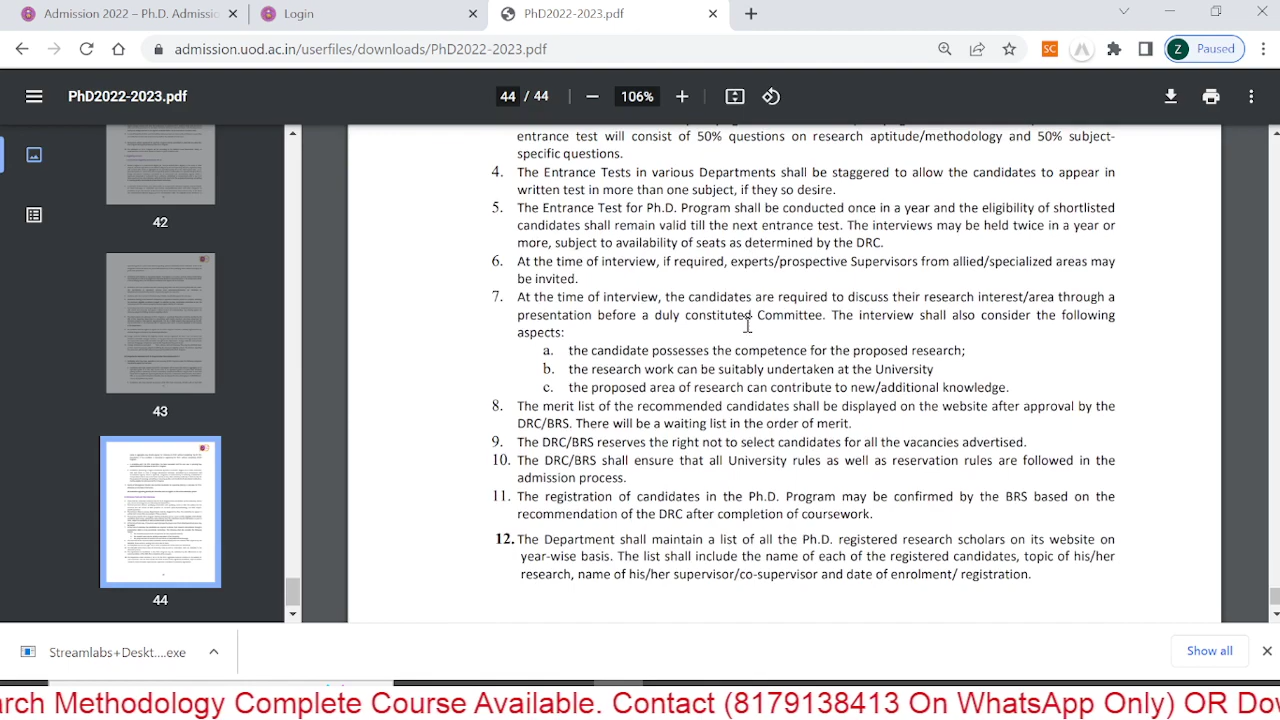 Admission 2022 – Ph.D. Admissio
Login
PhD2022-2023.pdf
admission.uod.ac.in/userfiles/downloads/PhD2022-2023.pdf
SC
Z
Paused
PhD2022-2023.pdf
44 / 44
106%
42
43
44
entrance test will consist of 50% questions on research aptitude/methodology and 50% subject-
specific questions.
4. The Entrance Tests in various Departments shall be staggered to allow the candidates to appear in
written test in more than one subject, if they so desire.
5. The Entrance Test for Ph.D. Program shall be conducted once in a year and the eligibility of shortlisted
candidates shall remain valid till the next entrance test. The interviews may be held twice in a year or
more, subject to availability of seats as determined by the DRC.
6. At the time of interview, if required, experts/prospective Supervisors from allied/specialized areas may
be invited.
7. At the time of interview, the candidates are required to discuss their research interest/area through a
presentation before a duly constituted Committee. The interview shall also consider the following
aspects:
a. the candidate possesses the competence for the proposed research;
b. the research work can be suitably undertaken at the University
c. the proposed area of research can contribute to new/additional knowledge.
8. The merit list of the recommended candidates shall be displayed on the website after approval by the
DRC/BRS. There will be a waiting list in the order of merit.
9. The DRC/BRS reserves the right not to select candidates for all the vacancies advertised.
10. The DRC/BRS shall ensure that all University rules as well as reservation rules are followed in the
admission process.
11. The registration of candidates in the Ph.D. Program may be confirmed by the BRS based on the
recommendation of the DRC after completion of coursework.
12. The Department shall maintain a list of all the Ph.D. registered research scholars on its website on
year-wise basis. The list shall include the name of each of the registered candidates, topic of his/her
research, name of his/her supervisor/co-supervisor and date of enrolment/ registration.
Streamlabs+Deskt....exe
Show all
rch Methodology Complete Course Available. Contact (8179138413 On WhatsApp Only) OR Dow